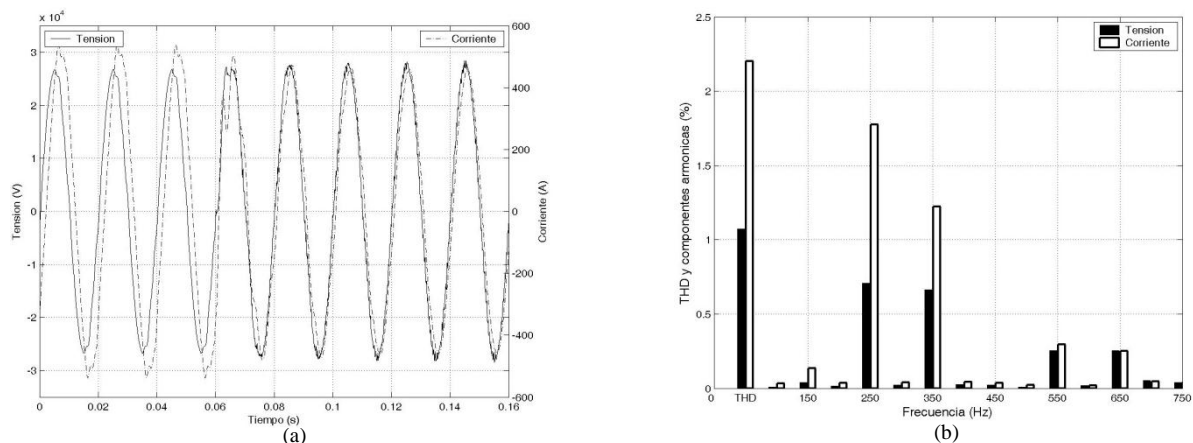 x 10⁴
Tension
Corriente
3
2
1
0
-1
-2
-3
Tension (V)
600
400
200
0
-200
-400
-600
Corriente (A)
0
0.02
0.04
0.06
0.08
0.1
0.12
0.14
0.16
Tiempo (s)
(a)
Tension
Corriente
2.5
2
1.5
1
0.5
0
THD y componentes armonicas (%)
0
THD
150
250
350
450
550
650
750
Frecuencia (Hz)
(b)